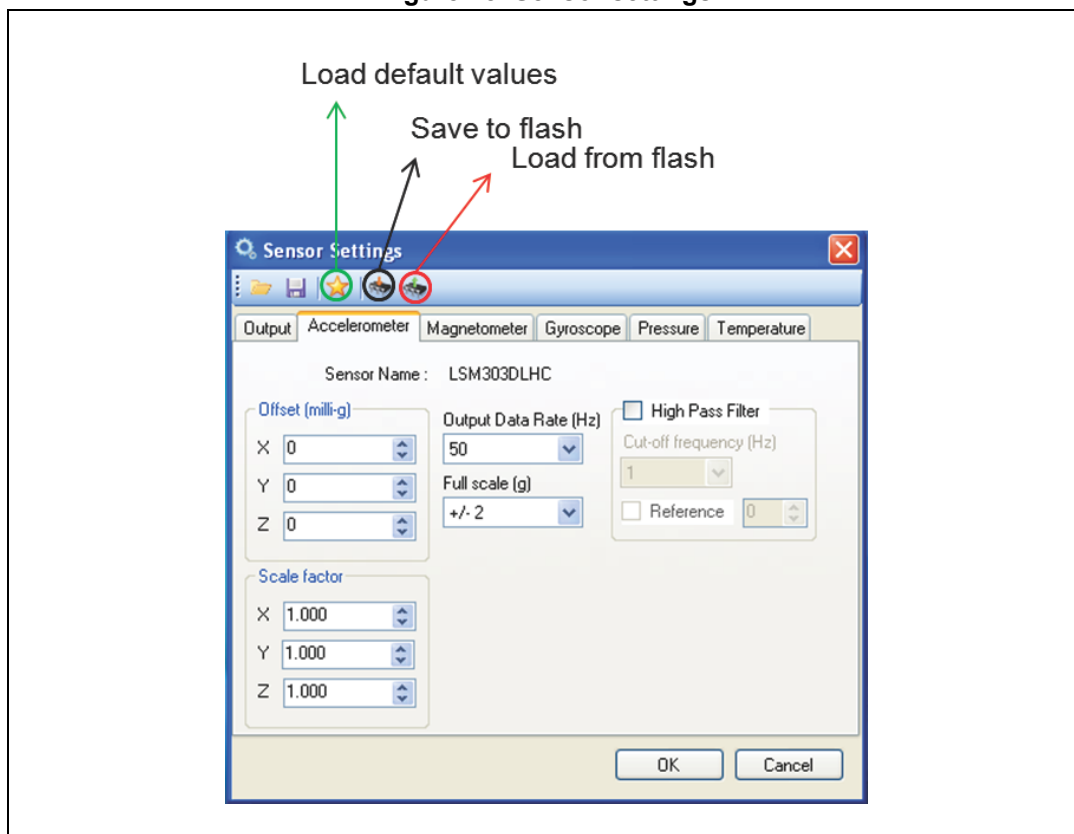 Load default values
Save to flash
Load from flash
Sensor Settings
Output Accelerometer Magnetometer Gyroscope Pressure Temperature
Sensor Name : LSM303DLHC
Offset (milli-g)
X 0
Y 0
Z 0
Output Data Rate (Hz)
50
Full scale (g)
+/- 2
High Pass Filter
Cut-off frequency (Hz)
1
Reference 0
Scale factor
X 1.000
Y 1.000
Z 1.000
OK Cancel